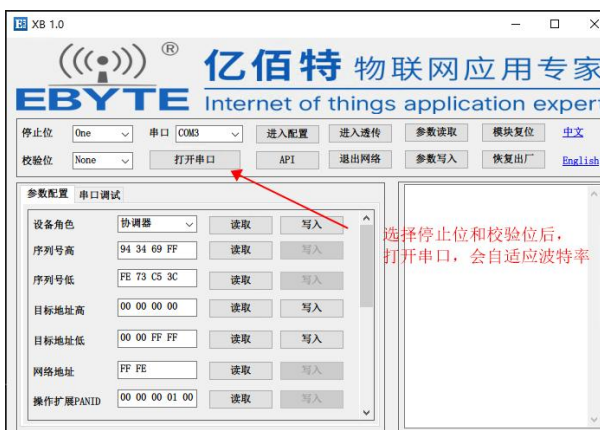 XB 1.0
®
亿佰特 物联网应用专家
EBYTE Internet of things application expert
停止位 One 串口 COM3 进入配置 进入透传 参数读取 模块复位 中文
校验位 None 打开串口 API 退出网络 参数写入 恢复出厂 English
参数配置 串口调试
设备角色 协调器 读取 写入
序列号高 94 34 69 FF 读取 写入
序列号低 FE 73 C5 3C 读取 写入
目标地址高 00 00 00 00 读取 写入
目标地址低 00 00 FF FF 读取 写入
网络地址 FF FE 读取 写入
操作扩展PANID 00 00 00 01 00 读取 写入
选择停止位和校验位后，
打开串口，会自适应波特率